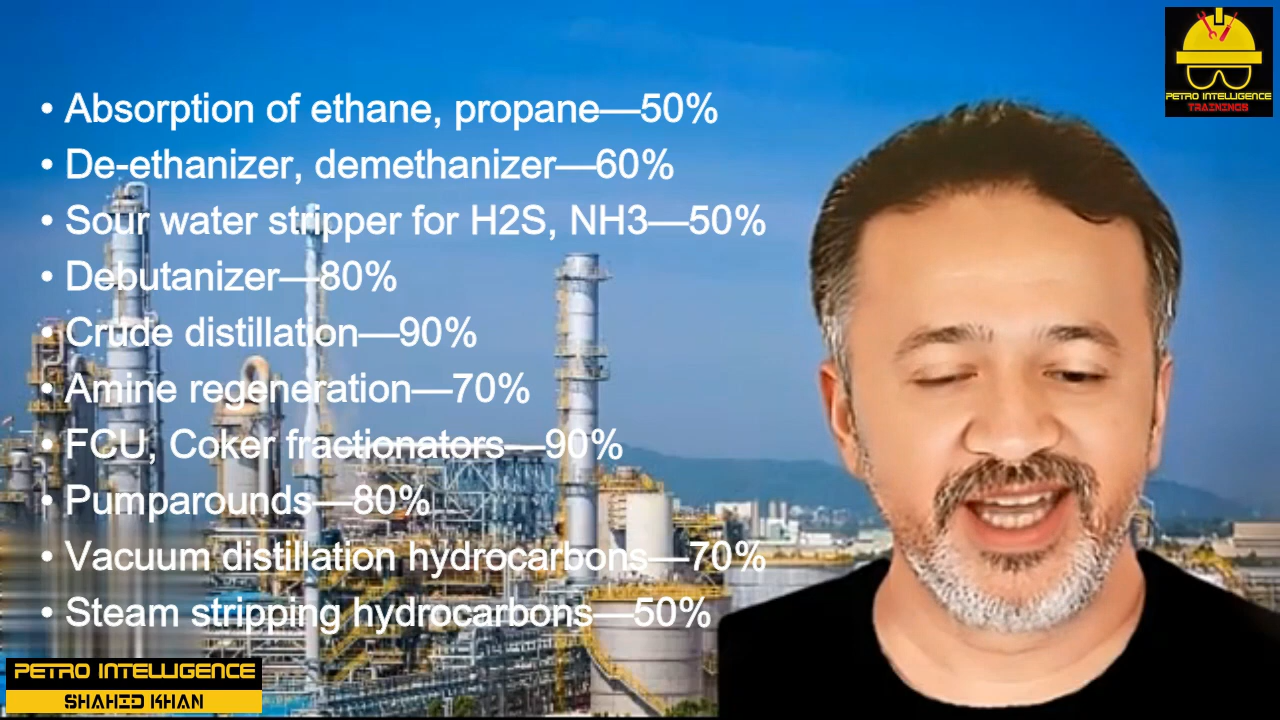 PETRO INTELLIGENCE
TRAININGS
• Absorption of ethane, propane—50%
• De-ethanizer, demethanizer—60%
• Sour water stripper for H2S, NH3—50%
• Debutanizer—80%
• Crude distillation—90%
• Amine regeneration—70%
• FCU, Coker fractionators—90%
• Pumparounds—80%
• Vacuum distillation hydrocarbons—70%
• Steam stripping hydrocarbons—50%
PETRO INTELLIGENCE
SHAHID KHAN